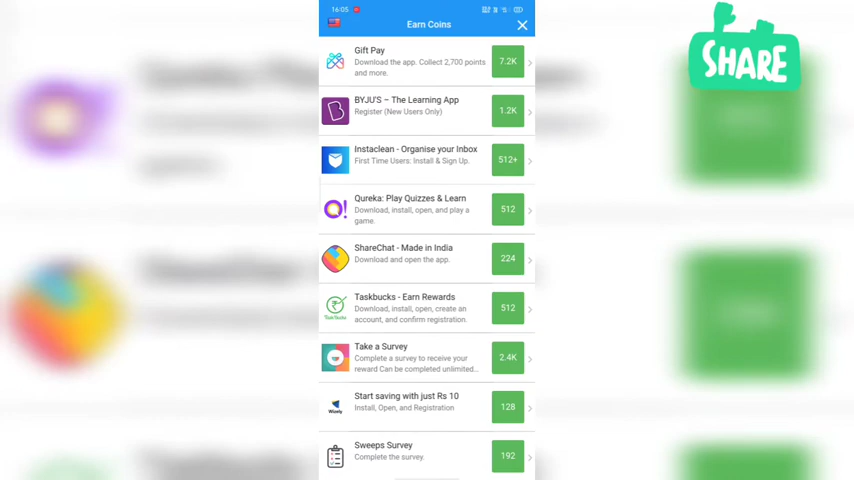 16:05
Earn Coins
SHARE
Gift Pay
Download the app. Collect 2,700 points
and more.
7.2K
BYJU'S – The Learning App
Register (New Users Only)
1.2K
Instaclean - Organise your Inbox
First Time Users: Install & Sign Up.
512+
Qureka: Play Quizzes & Learn
Download, install, open, and play a
game.
512
ShareChat - Made in India
Download and open the app.
224
Taskbucks - Earn Rewards
Download, install, open, create an
account, and confirm registration.
512
Take a Survey
Complete a survey to receive your
reward Can be completed unlimited...
2.4K
Start saving with just Rs 10
Install, Open, and Registration
Wizely
128
Sweeps Survey
Complete the survey.
192